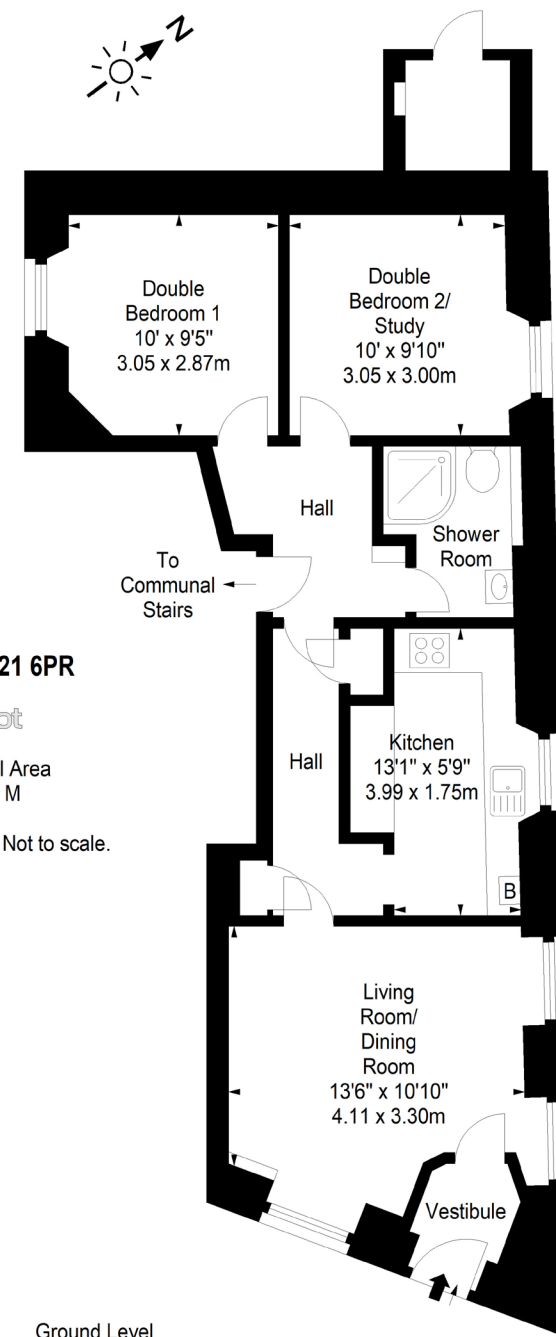 N
Double
Bedroom 1
10' x 9'5"
3.05 x 2.87m
Double
Bedroom 2/
Study
10' x 9'10"
3.05 x 3.00m
Hall
Shower
Room
To
Communal
Stairs
21 6PR
ot
l Area
M
Not to scale.
Hall
Kitchen
13'1" x 5'9"
3.99 x 1.75m
B
Living
Room/
Dining
Room
13'6" x 10'10"
4.11 x 3.30m
Vestibule
Ground Level